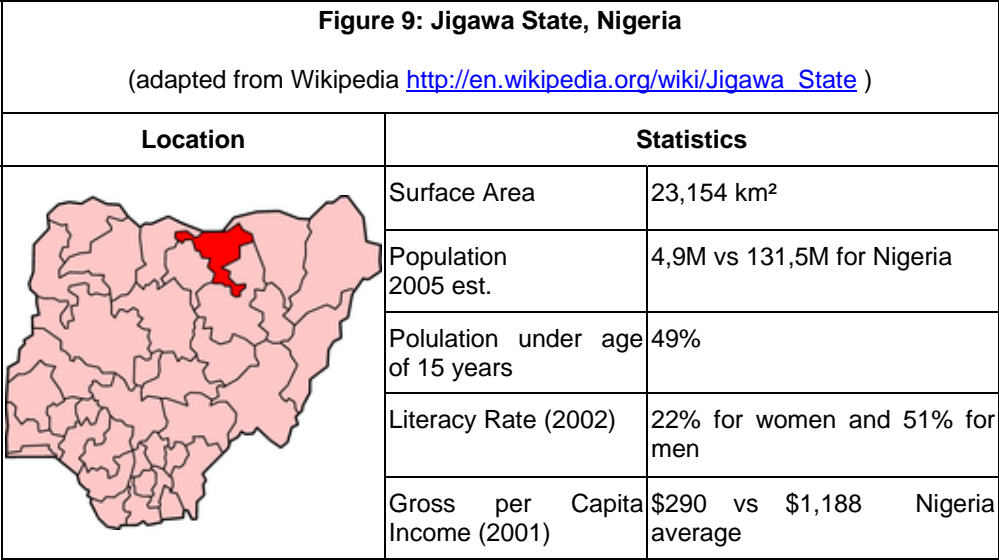 Figure 9: Jigawa State, Nigeria
(adapted from Wikipedia http://en.wikipedia.org/wiki/Jigawa_State )
Location
Statistics
Surface Area
23,154 km²
Population
2005 est.
4,9M vs 131,5M for Nigeria
Polulation under age
of 15 years
49%
Literacy Rate (2002)
22% for women and 51% for
men
Gross per Capita
Income (2001)
$290 vs $1,188 Nigeria
average